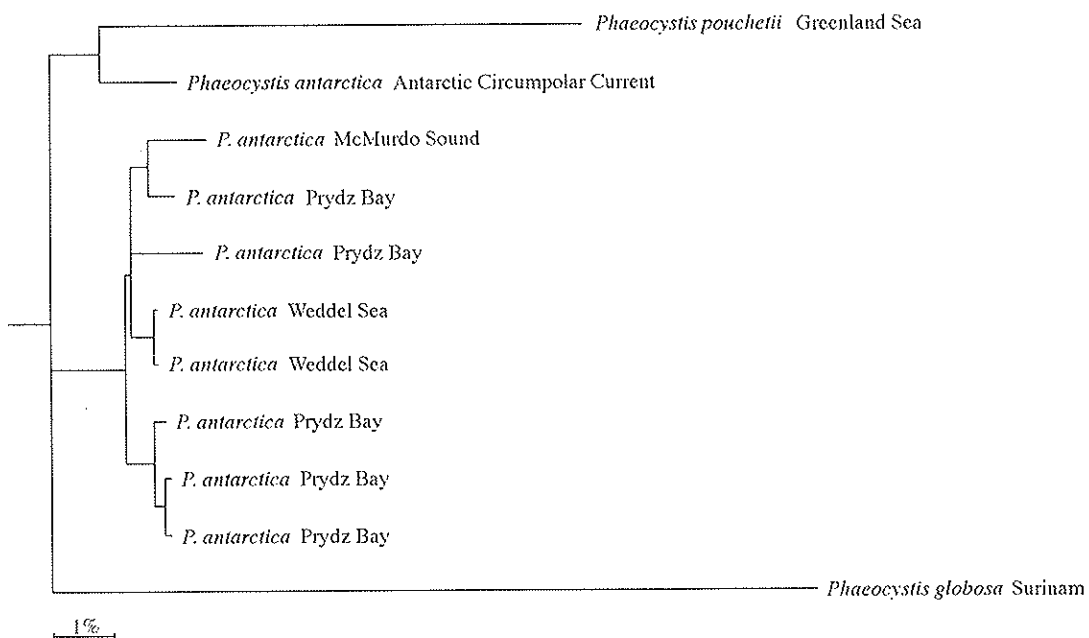 Phaeocystis pouchetii Greenland Sea
Phaeocystis antarctica Antarctic Circumpolar Current
P. antarctica McMurdo Sound
P. antarctica Prydz Bay
P. antarctica Prydz Bay
P. antarctica Weddel Sea
P. antarctica Weddel Sea
P. antarctica Prydz Bay
P. antarctica Prydz Bay
P. antarctica Prydz Bay
Phaeocystis globosa Surinam
1%